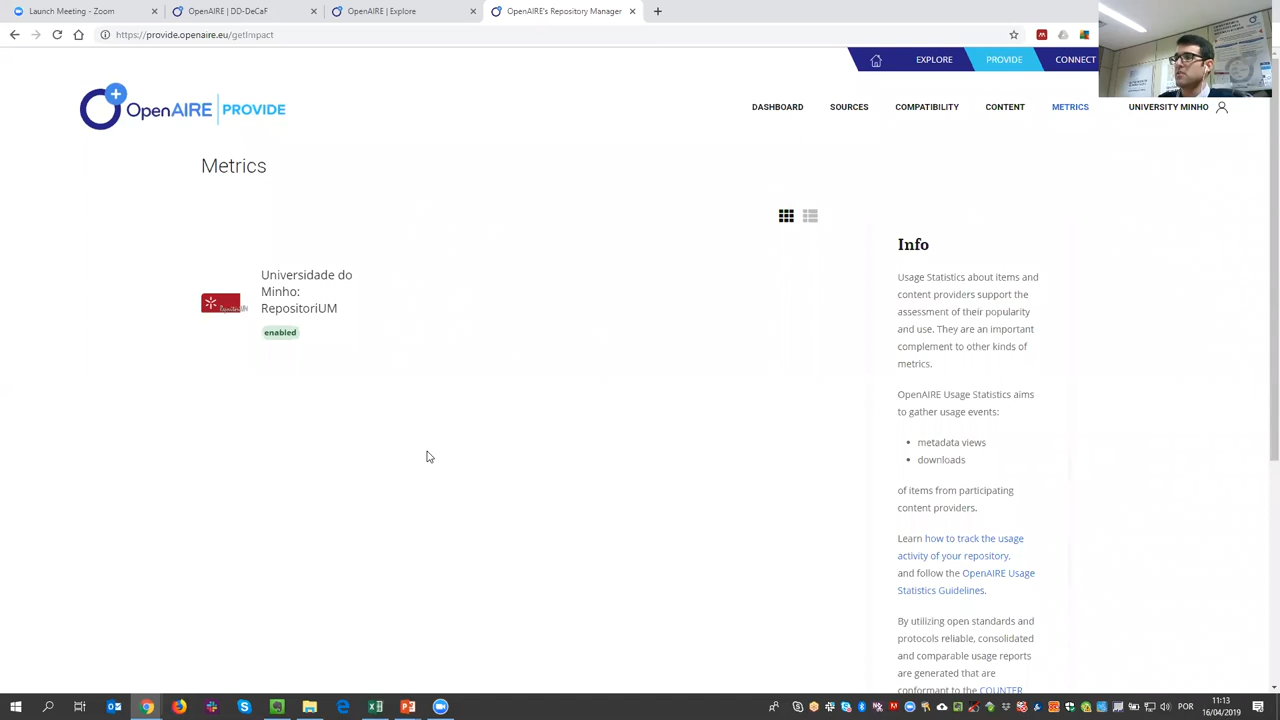 Launch Meeting - Zoom
OpenAIRE | DD-DeCaF
OpenAIRE | Explore
OpenAIRE's Repository Manager
https://provide.openaire.eu/getImpact
EXPLORE
PROVIDE
CONNECT
OpenAIRE PROVIDE
DASHBOARD
SOURCES
COMPATIBILITY
CONTENT
METRICS
UNIVERSITY MINHO
Metrics
Universidade do
Minho:
RepositoriUM
enabled
Info
Usage Statistics about items and
content providers support the
assessment of their popularity
and use. They are an important
complement to other kinds of
metrics.
OpenAIRE Usage Statistics aims
to gather usage events:
metadata views
downloads
of items from participating
content providers.
Learn how to track the usage
activity of your repository.
and follow the OpenAIRE Usage
Statistics Guidelines.
By utilizing open standards and
protocols reliable, consolidated
and comparable usage reports
are generated that are
conformant to the COUNTER
POR
11:13
16/04/2019